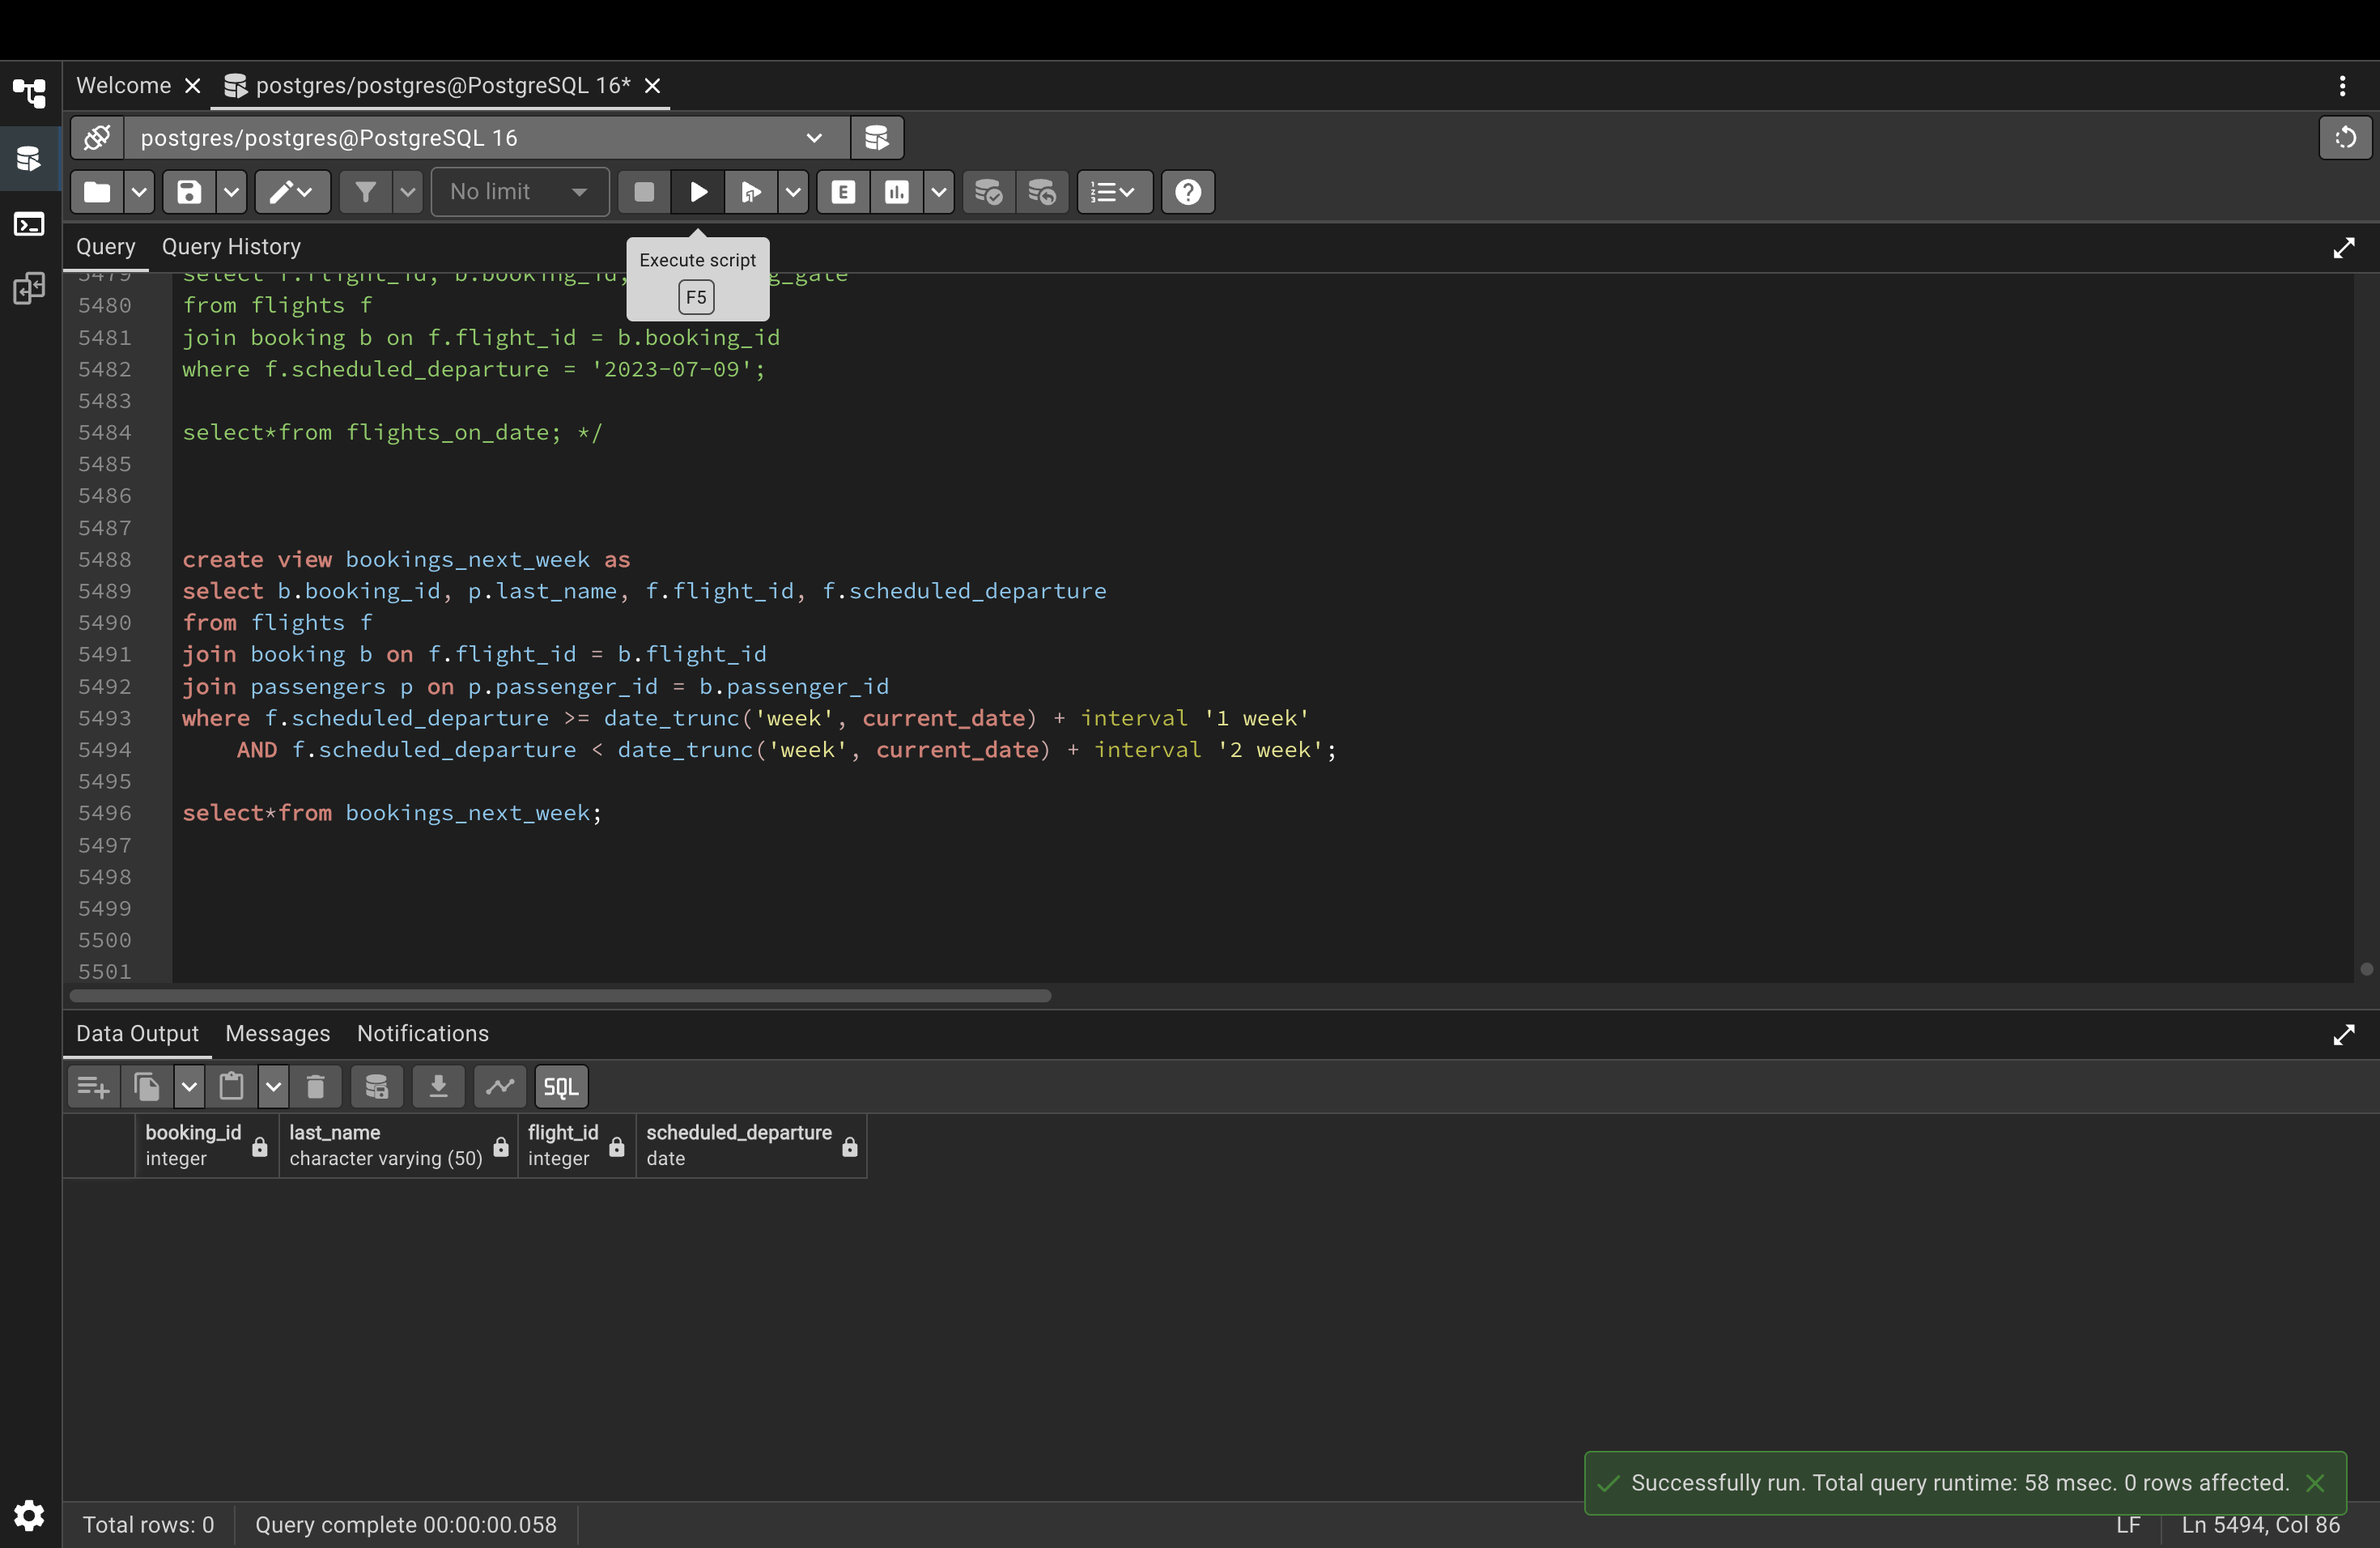 Welcome
postgres/postgres@PostgreSQL 16*
postgres/postgres@PostgreSQL 16
No limit
Query
Query History
Execute script
F5
5479 select f.flight_id, b.booking_id,
5480 from flights f
5481 join booking b on f.flight_id = b.booking_id
5482 where f.scheduled_departure = '2023-07-09';
5483
5484 select*from flights_on_date; */
5485
5486
5487
5488 create view bookings_next_week as
5489 select b.booking_id, p.last_name, f.flight_id, f.scheduled_departure
5490 from flights f
5491 join booking b on f.flight_id = b.flight_id
5492 join passengers p on p.passenger_id = b.passenger_id
5493 where f.scheduled_departure >= date_trunc('week', current_date) + interval '1 week'
5494 AND f.scheduled_departure < date_trunc('week', current_date) + interval '2 week';
5495
5496 select*from bookings_next_week;
5497
5498
5499
5500
5501
Data Output
Messages
Notifications
SQL
booking_id
integer
last_name
character varying (50)
flight_id
integer
scheduled_departure
date
Successfully run. Total query runtime: 58 msec. 0 rows affected.
Total rows: 0
Query complete 00:00:00.058
LF
Ln 5494, Col 86